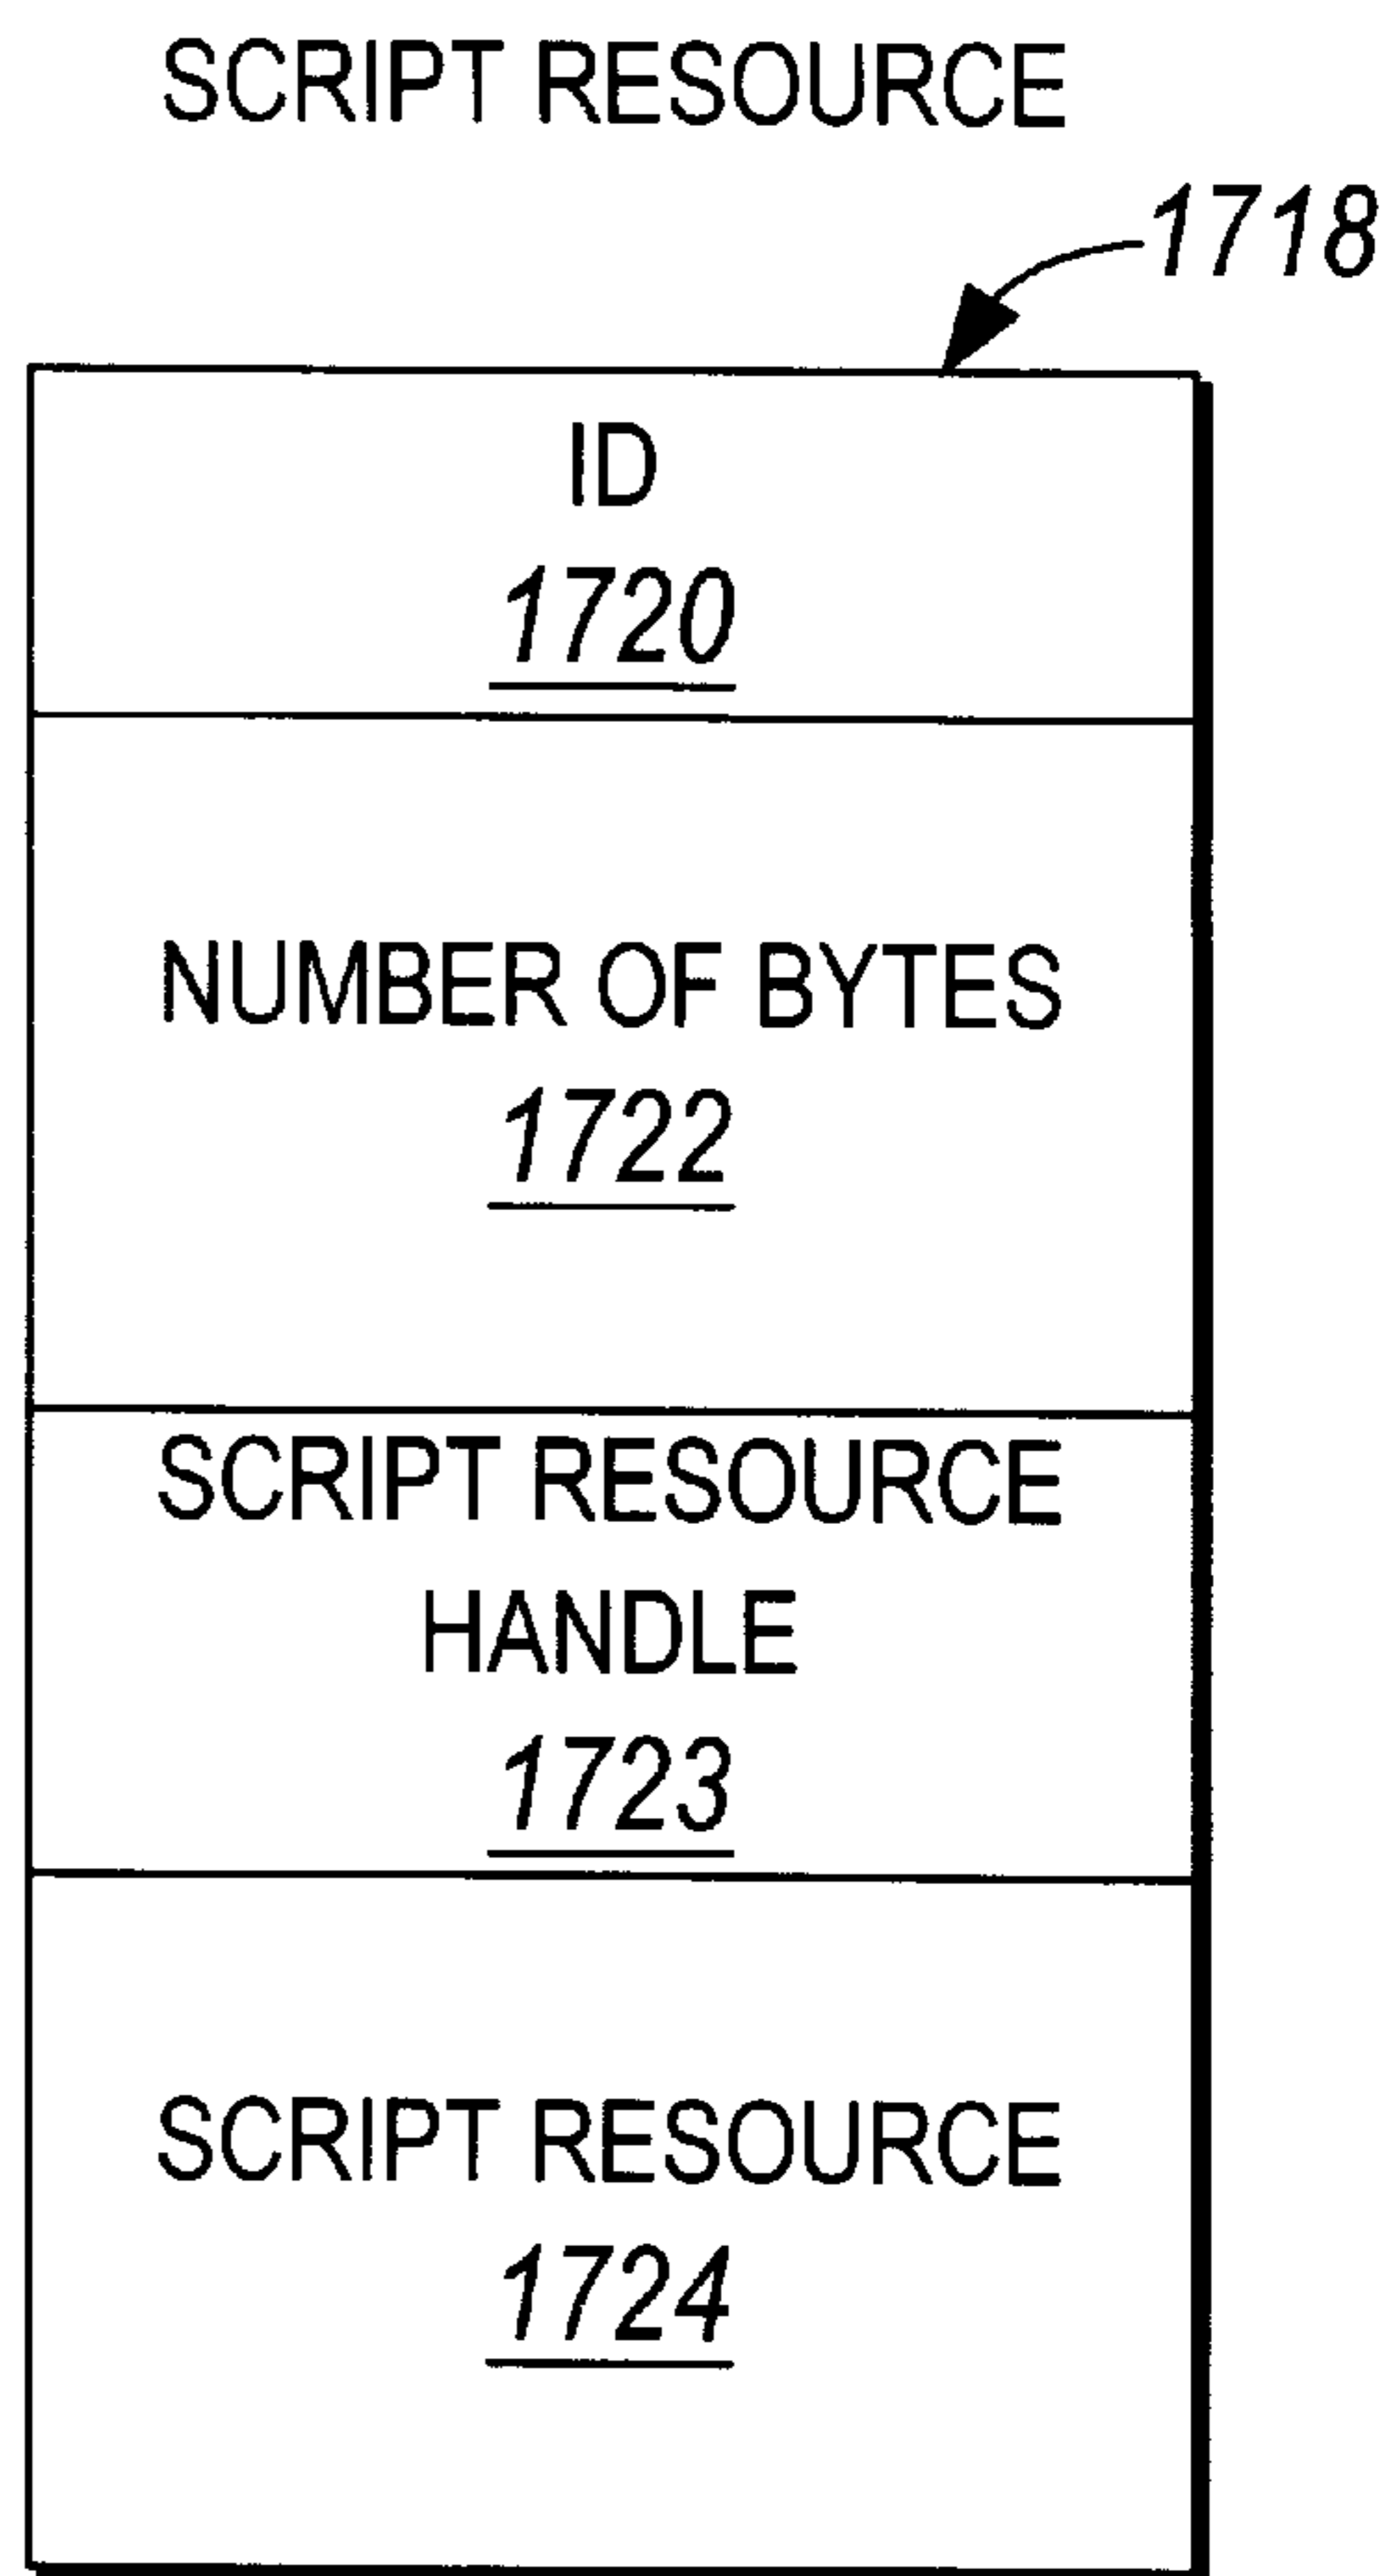 SCRIPT RESOURCE
1718
ID
1720
NUMBER OF BYTES
1722
SCRIPT RESOURCE
HANDLE
1723
SCRIPT RESOURCE
1724